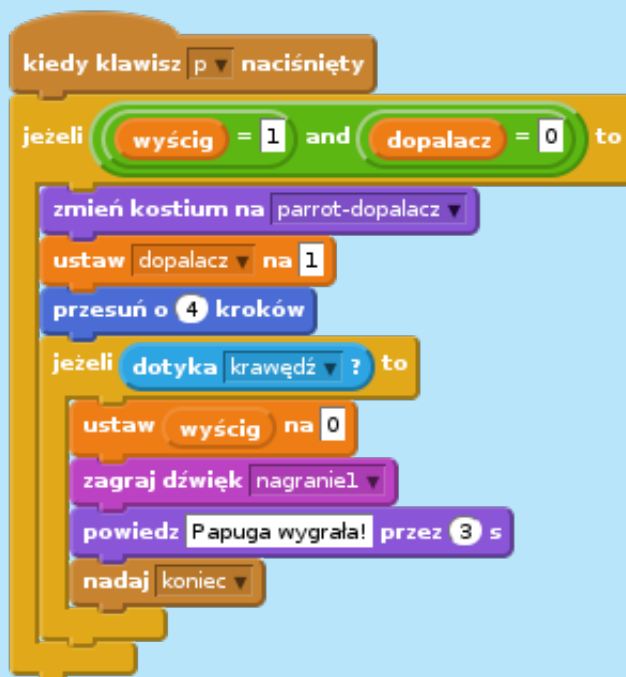 kiedy klawisz p naciśnięty
jeżeli wyścig = 1 and dopalacz = 0 to
zmień kostium na parrot-dopalacz
ustaw dopalacz na 1
przesuń o 4 kroków
jeżeli dotyka krawędź ? to
ustaw wyścig na 0
zagraj dźwięk nagranie1
powiedz Papuga wygrała! przez 3 s
nadaj koniec